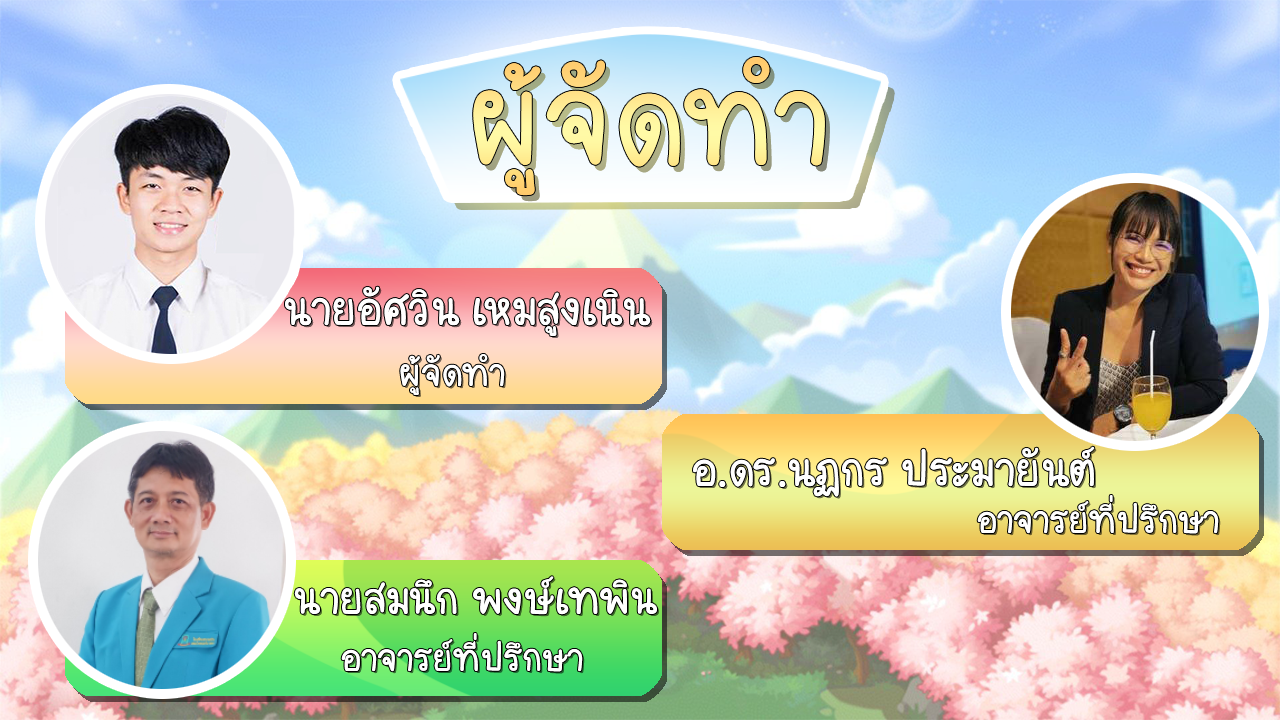 ผู้จัดทำ
นายอัศวิน เหมสูงเนิน
ผู้จัดทำ
อ.ดร.นฏกร ประมายันต์
อาจารย์ที่ปรึกษา
นายสมนึก พงษ์เทพิน
อาจารย์ที่ปรึกษา